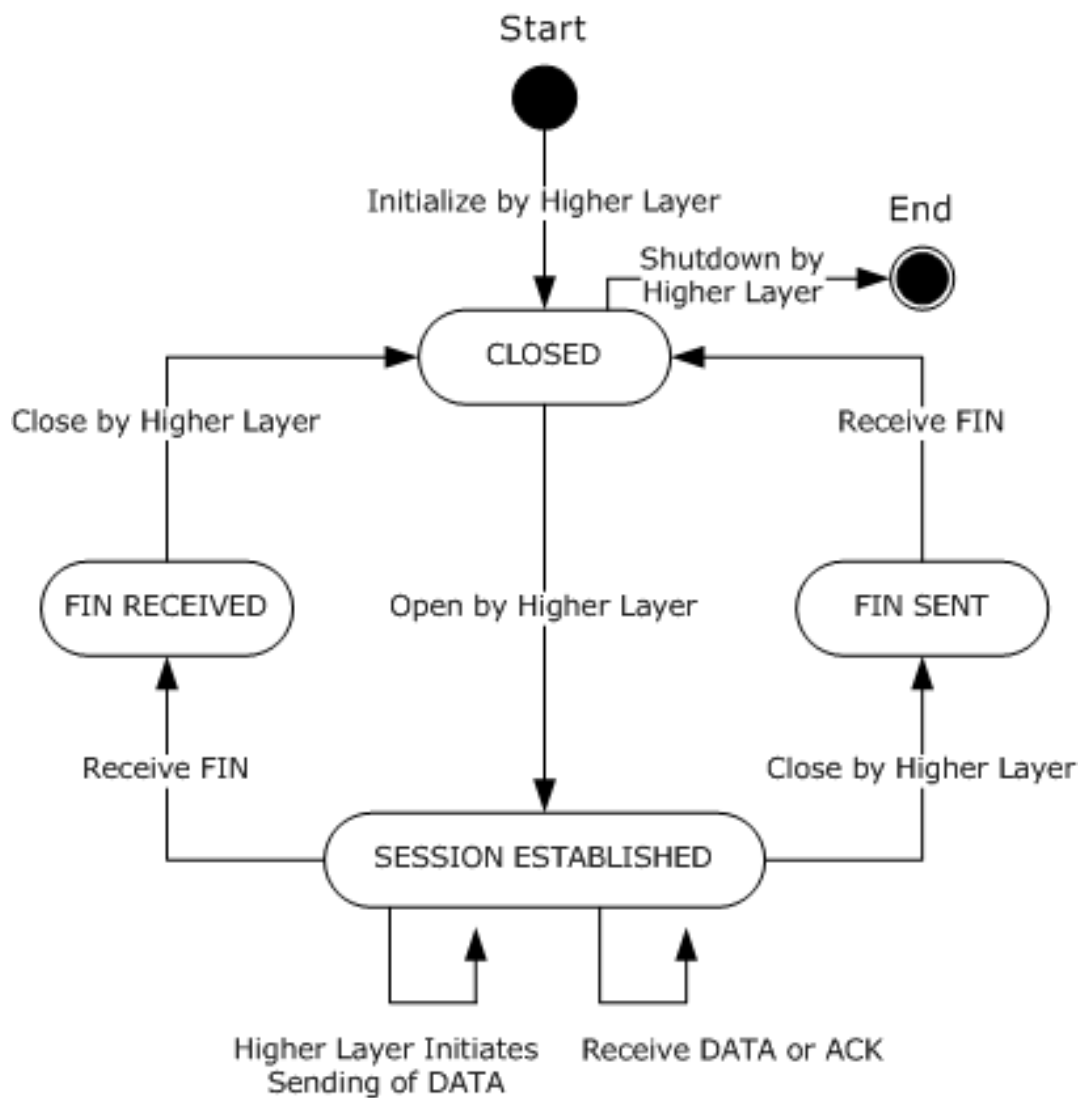 Start
Initialize by Higher Layer
End
Shutdown by
Higher Layer
CLOSED
Close by Higher Layer
Receive FIN
FIN RECEIVED
Open by Higher Layer
FIN SENT
Receive FIN
Close by Higher Layer
SESSION ESTABLISHED
Higher Layer Initiates
Sending of DATA
Receive DATA or ACK